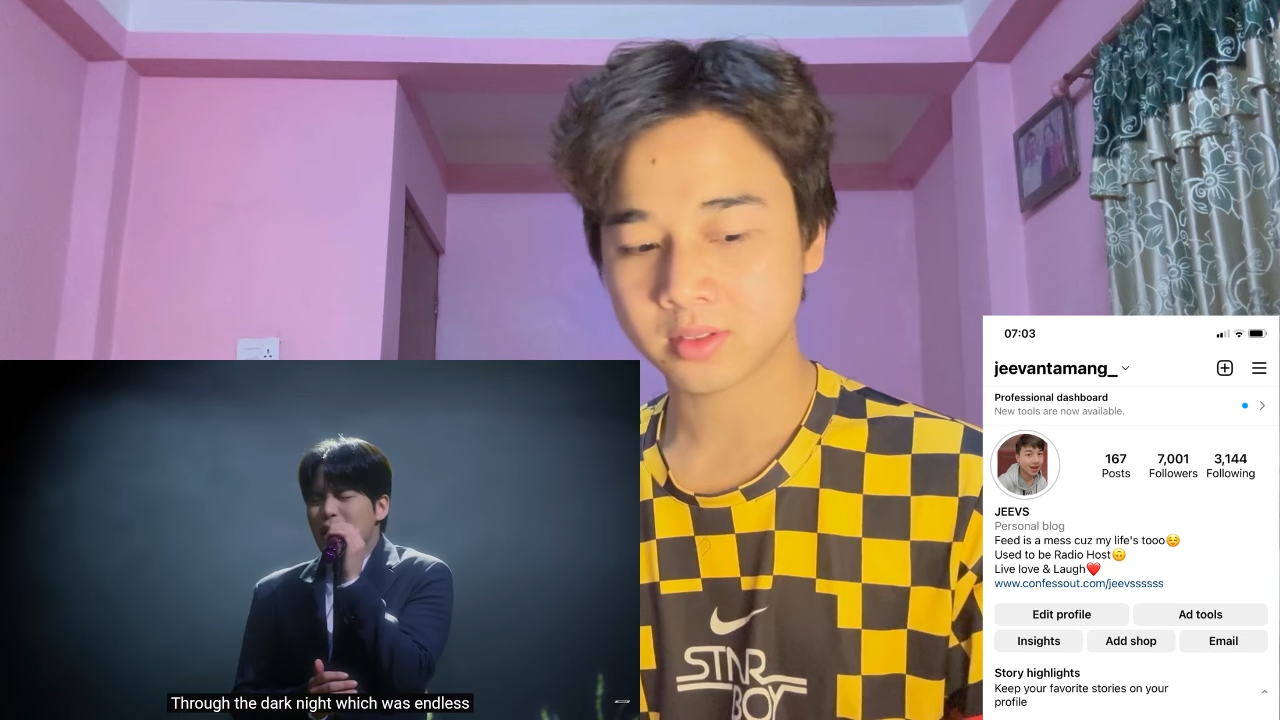 Through the dark night which was endless
STAR
BOY
07:03
jeevantamang_
Professional dashboard
New tools are now available.
167 7,001 3,144
Posts Followers Following
JEEVS
Personal blog
Feed is a mess cuz my life's tooo☺️
Used to be Radio Host🙃
Live love & Laugh❤️
www.confessout.com/jeevssssss
Edit profile Ad tools
Insights Add shop Email
Story highlights
Keep your favorite stories on your
profile